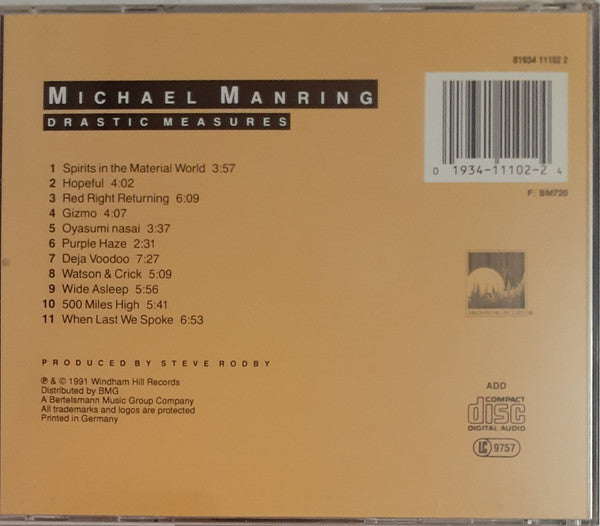 01934 11102 2
MICHAEL MANRING
DRASTIC MEASURES
0 1934-11102-2 4
F: BM720
1 Spirits in the Material World 3:57
2 Hopeful 4:02
3 Red Right Returning 6:09
4 Gizmo 4:07
5 Oyasumi nasai 3:37
6 Purple Haze 2:31
7 Deja Voodoo 7:27
8 Watson & Crick 5:09
9 Wide Asleep 5:56
10 500 Miles High 5:41
11 When Last We Spoke 6:53
PRODUCED BY STEVE RODBY
℗ & © 1991 Windham Hill Records
Distributed by BMG
A Bertelsmann Music Group Company
All trademarks and logos are protected
Printed in Germany
ADD
COMPACT
disc
DIGITAL AUDIO
LC 9757